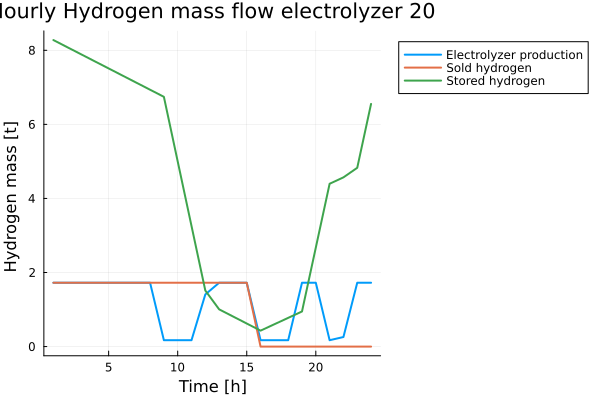 Hourly Hydrogen mass flow electrolyzer 20
Electrolyzer production
Sold hydrogen
Stored hydrogen
Hydrogen mass [t]
8
6
4
2
0
5
10
15
20
Time [h]